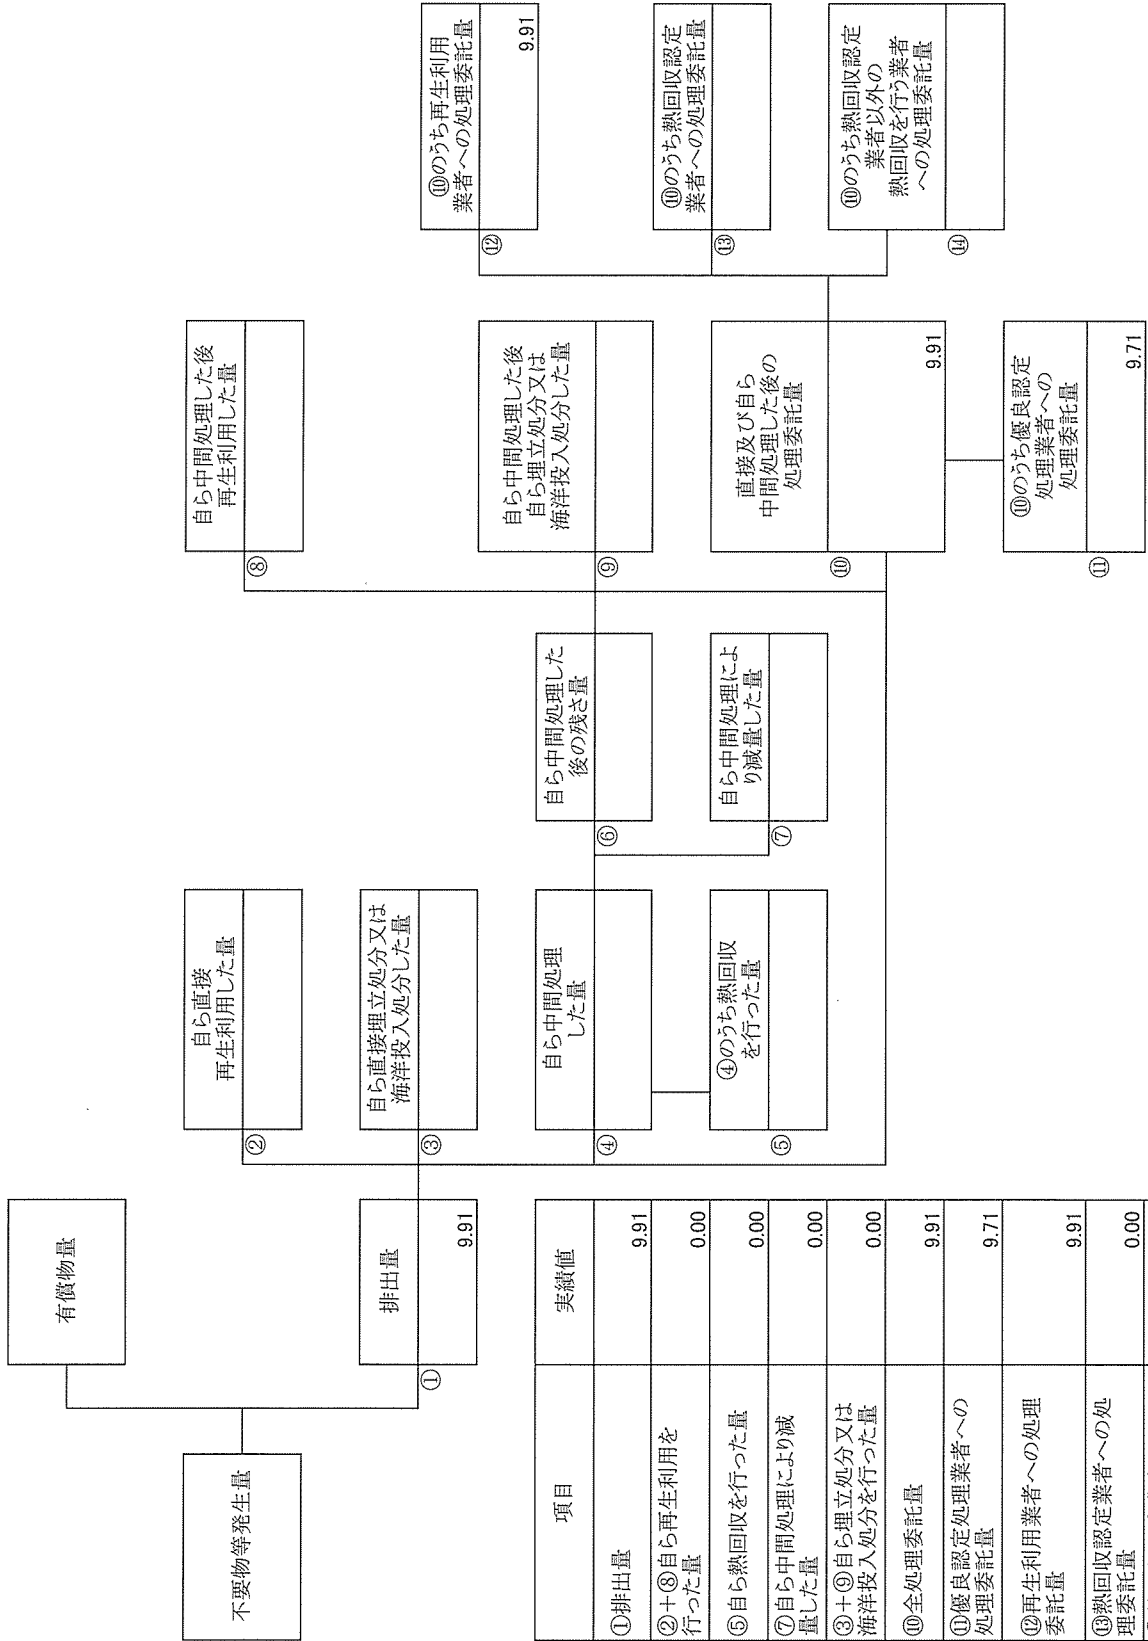 不要物等発生量
有償物量
①
排出量
9.91
②
自ら直接
再生利用した量
③
自ら直接埋立処分又は
海洋投入処分した量
④
自ら中間処理
した量
⑤
④のうち熱回収
を行った量
⑥
自ら中間処理した
後の残さ量
⑦
自ら中間処理によ
り減量した量
⑧
自ら中間処理した後
再生利用した量
⑨
自ら中間処理した後
自ら埋立処分又は
海洋投入処分した量
⑩
直接及び自ら
中間処理した後の
処理委託量
9.91
⑪
⑩のうち優良認定
処理業者への
処理委託量
9.71
⑫
⑩のうち再生利用
業者への処理委託量
9.91
⑬
⑩のうち熱回収認定
業者への処理委託量
⑭
⑩のうち熱回収認定
業者以外の
熱回収を行う業者
への処理委託量
項目
実績値
①排出量
9.91
②+⑧自ら再生利用を
行った量
0.00
⑤自ら熱回収を行った量
0.00
⑦自ら中間処理により減
量した量
0.00
③+⑨自ら埋立処分又は
海洋投入処分を行った量
0.00
⑩全処理委託量
9.91
⑪優良認定処理業者への
処理委託量
9.71
⑫再生利用業者への処理
委託量
9.91
⑬熱回収認定業者への処
理委託量
0.00